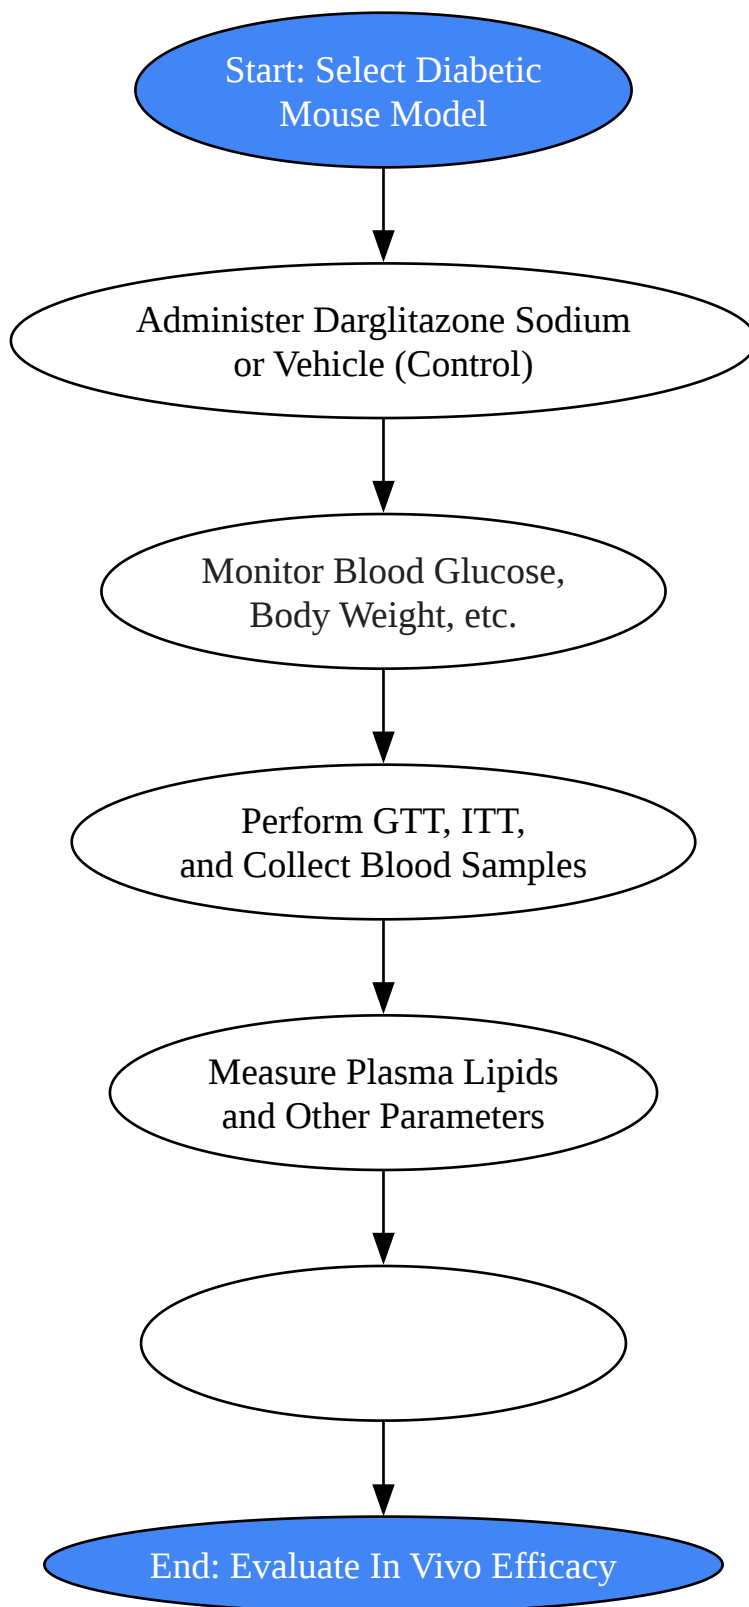 Start: Select Diabetic
Mouse Model
Administer Darglitazone Sodium
or Vehicle (Control)
Monitor Blood Glucose,
Body Weight, etc.
Perform GTT, ITT,
and Collect Blood Samples
Measure Plasma Lipids
and Other Parameters
End: Evaluate In Vivo Efficacy